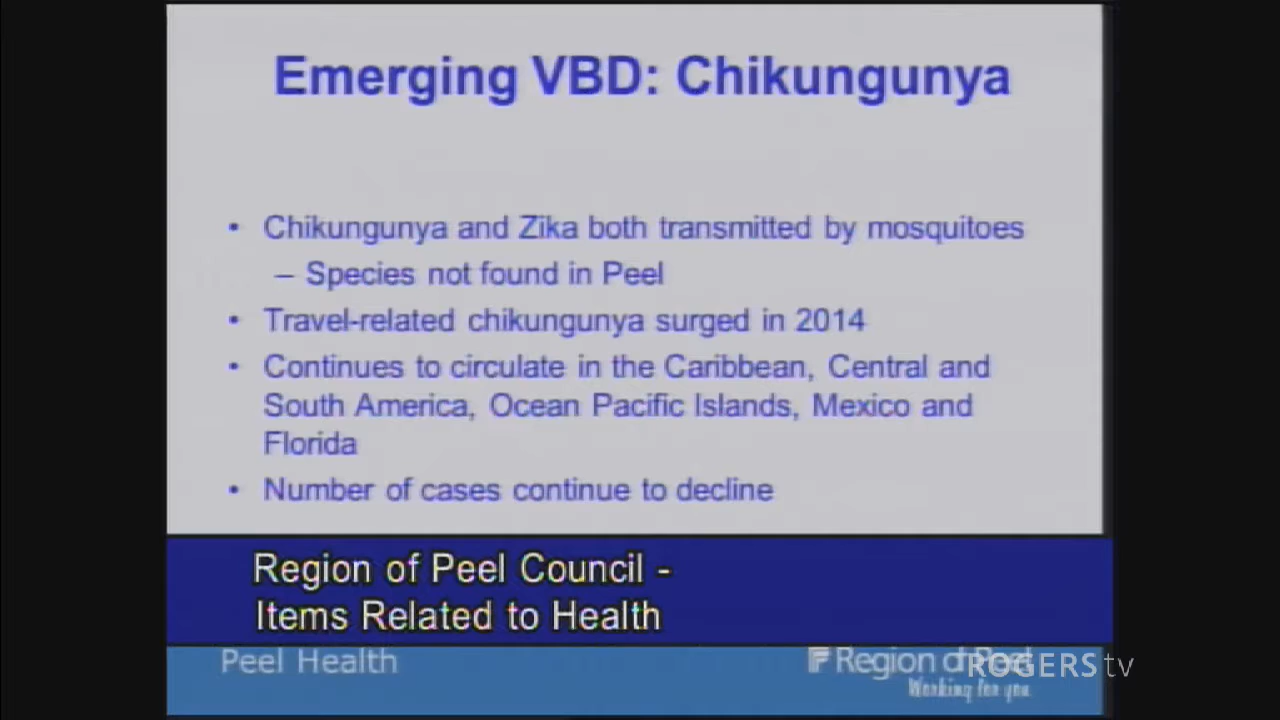 Emerging VBD: Chikungunya
• Chikungunya and Zika both transmitted by mosquitoes
– Species not found in Peel
• Travel-related chikungunya surged in 2014
• Continues to circulate in the Caribbean, Central and
South America, Ocean Pacific Islands, Mexico and
Florida
• Number of cases continue to decline
Region of Peel Council -
Items Related to Health
Peel Health
Region of Peel
ROGERS tv
Working for you